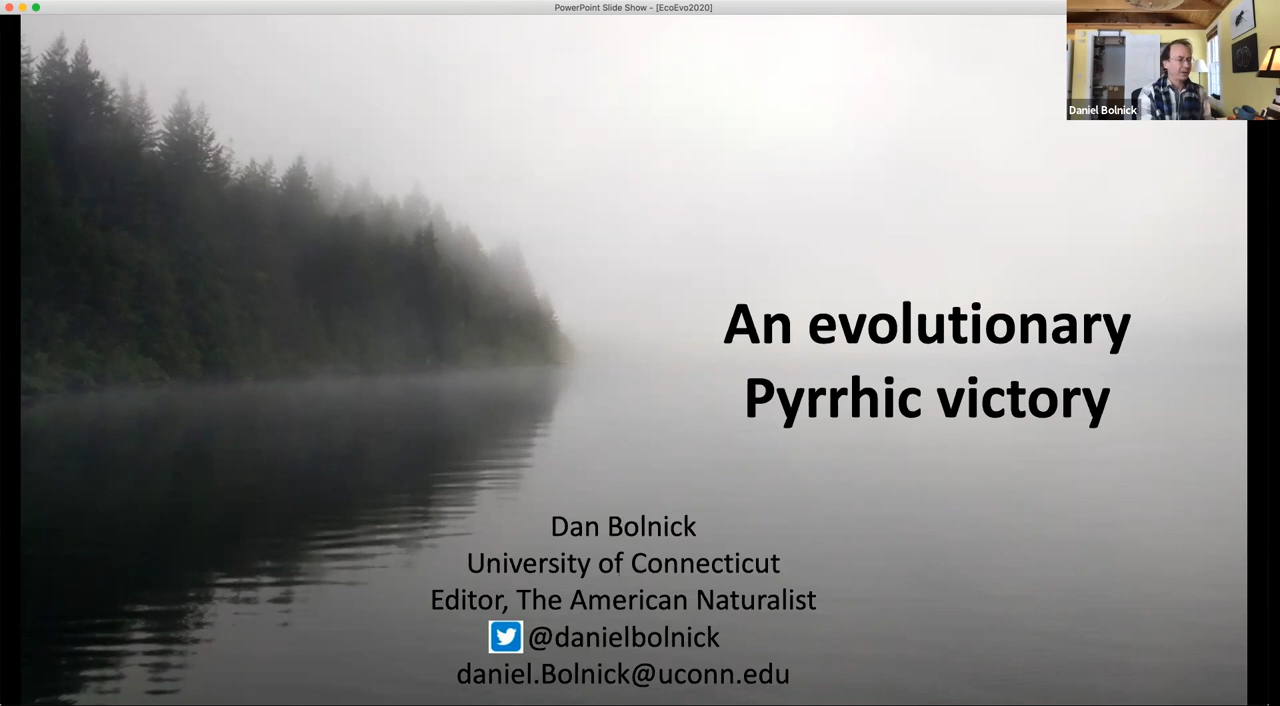 PowerPoint Slide Show - [EcoEvo2020]
Daniel Bolnick
An evolutionary
Pyrrhic victory
Dan Bolnick
University of Connecticut
Editor, The American Naturalist
@danielbolnick
daniel.Bolnick@uconn.edu